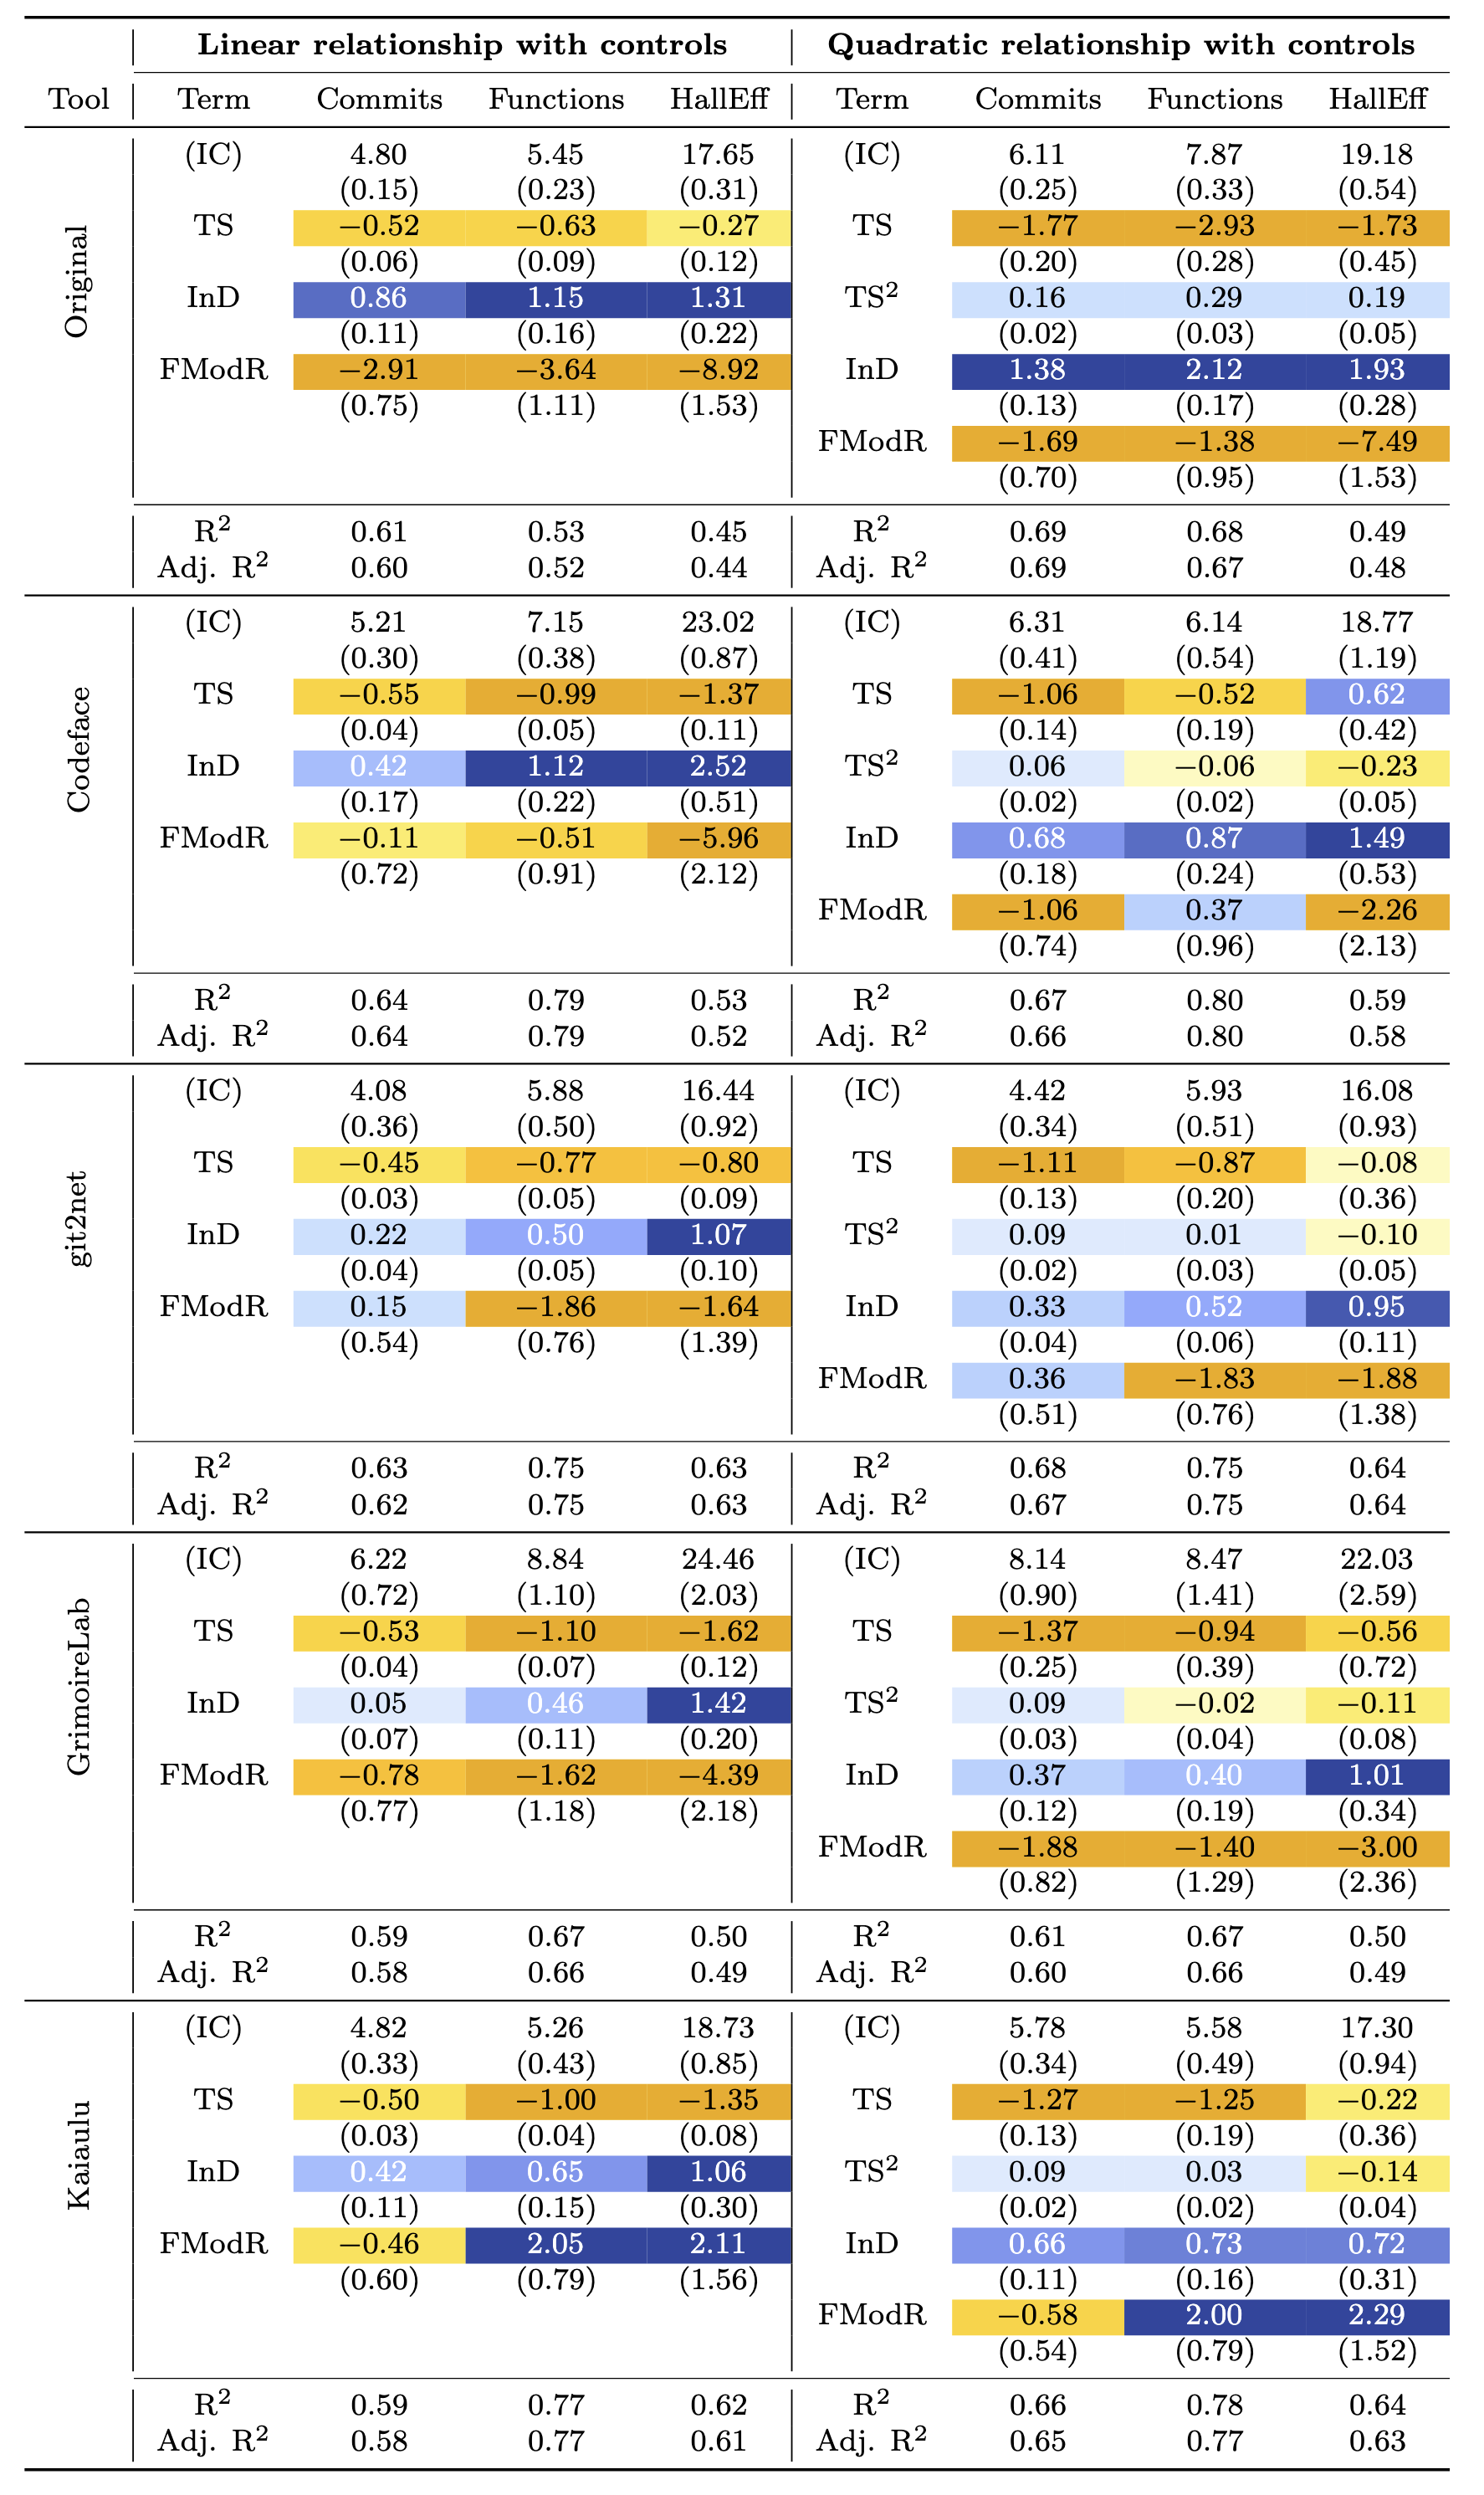 Linear relationship with controls Quadratic relationship with controls
Tool Term Commits Functions HallEff Term Commits Functions HallEff
Original
(IC) 4.80 5.45 17.65 (IC) 6.11 7.87 19.18
(0.15) (0.23) (0.31) (0.25) (0.33) (0.54)
TS −0.52 −0.63 −0.27 TS −1.77 −2.93 −1.73
(0.06) (0.09) (0.12) (0.20) (0.28) (0.45)
InD 0.86 1.15 1.31 TS² 0.16 0.29 0.19
(0.11) (0.16) (0.22) (0.02) (0.03) (0.05)
FModR −2.91 −3.64 −8.92 InD 1.38 2.12 1.93
(0.75) (1.11) (1.53) (0.13) (0.17) (0.28)
FModR −1.69 −1.38 −7.49
(0.70) (0.95) (1.53)
R² 0.61 0.53 0.45 R² 0.69 0.68 0.49
Adj. R² 0.60 0.52 0.44 Adj. R² 0.69 0.67 0.48
Codeface
(IC) 5.21 7.15 23.02 (IC) 6.31 6.14 18.77
(0.30) (0.38) (0.87) (0.41) (0.54) (1.19)
TS −0.55 −0.99 −1.37 TS −1.06 −0.52 0.62
(0.04) (0.05) (0.11) (0.14) (0.19) (0.42)
InD 0.42 1.12 2.52 TS² 0.06 −0.06 −0.23
(0.17) (0.22) (0.51) (0.02) (0.02) (0.05)
FModR −0.11 −0.51 −5.96 InD 0.68 0.87 1.49
(0.72) (0.91) (2.12) (0.18) (0.24) (0.53)
FModR −1.06 0.37 −2.26
(0.74) (0.96) (2.13)
R² 0.64 0.79 0.53 R² 0.67 0.80 0.59
Adj. R² 0.64 0.79 0.52 Adj. R² 0.66 0.80 0.58
git2net
(IC) 4.08 5.88 16.44 (IC) 4.42 5.93 16.08
(0.36) (0.50) (0.92) (0.34) (0.51) (0.93)
TS −0.45 −0.77 −0.80 TS −1.11 −0.87 −0.08
(0.03) (0.05) (0.09) (0.13) (0.20) (0.36)
InD 0.22 0.50 1.07 TS² 0.09 0.01 −0.10
(0.04) (0.05) (0.10) (0.02) (0.03) (0.05)
FModR 0.15 −1.86 −1.64 InD 0.33 0.52 0.95
(0.54) (0.76) (1.39) (0.04) (0.06) (0.11)
FModR 0.36 −1.83 −1.88
(0.51) (0.76) (1.38)
R² 0.63 0.75 0.63 R² 0.68 0.75 0.64
Adj. R² 0.62 0.75 0.63 Adj. R² 0.67 0.75 0.64
GrimoireLab
(IC) 6.22 8.84 24.46 (IC) 8.14 8.47 22.03
(0.72) (1.10) (2.03) (0.90) (1.41) (2.59)
TS −0.53 −1.10 −1.62 TS −1.37 −0.94 −0.56
(0.04) (0.07) (0.12) (0.25) (0.39) (0.72)
InD 0.05 0.46 1.42 TS² 0.09 −0.02 −0.11
(0.07) (0.11) (0.20) (0.03) (0.04) (0.08)
FModR −0.78 −1.62 −4.39 InD 0.37 0.40 1.01
(0.77) (1.18) (2.18) (0.12) (0.19) (0.34)
FModR −1.88 −1.40 −3.00
(0.82) (1.29) (2.36)
R² 0.59 0.67 0.50 R² 0.61 0.67 0.50
Adj. R² 0.58 0.66 0.49 Adj. R² 0.60 0.66 0.49
Kaiaulu
(IC) 4.82 5.26 18.73 (IC) 5.78 5.58 17.30
(0.33) (0.43) (0.85) (0.34) (0.49) (0.94)
TS −0.50 −1.00 −1.35 TS −1.27 −1.25 −0.22
(0.03) (0.04) (0.08) (0.13) (0.19) (0.36)
InD 0.42 0.65 1.06 TS² 0.09 0.03 −0.14
(0.11) (0.15) (0.30) (0.02) (0.02) (0.04)
FModR −0.46 2.05 2.11 InD 0.66 0.73 0.72
(0.60) (0.79) (1.56) (0.11) (0.16) (0.31)
FModR −0.58 2.00 2.29
(0.54) (0.79) (1.52)
R² 0.59 0.77 0.62 R² 0.66 0.78 0.64
Adj. R² 0.58 0.77 0.61 Adj. R² 0.65 0.77 0.63